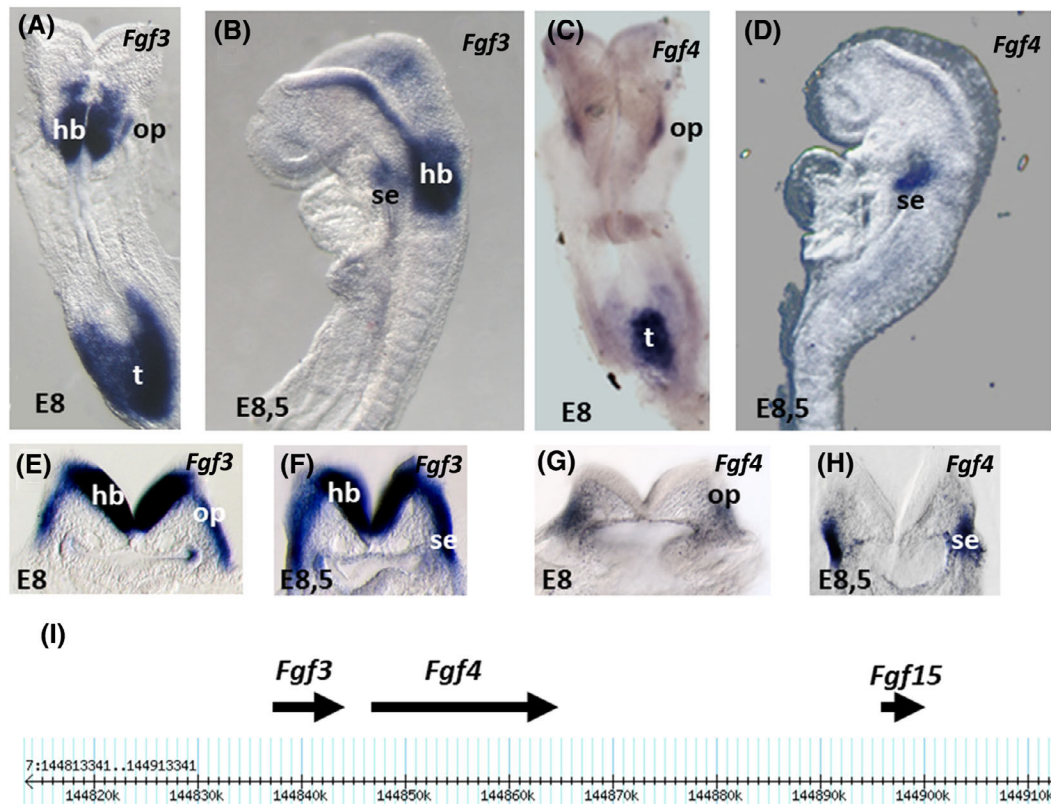 (A) Fgf3
hb op
t
E8
(B) Fgf3
hb
se
E8,5
(C) Fgf4
op
t
E8
(D) Fgf4
se
E8,5
(E) Fgf3
hb
op
E8
(F) Fgf3
hb
se
E8,5
(G) Fgf4
op
E8
(H) Fgf4
se
E8,5
(I)
Fgf3 Fgf4 Fgf15
7:144813341..144913341
144820k 144830k 144840k 144850k 144860k 144870k 144880k 144890k 144900k 144910k